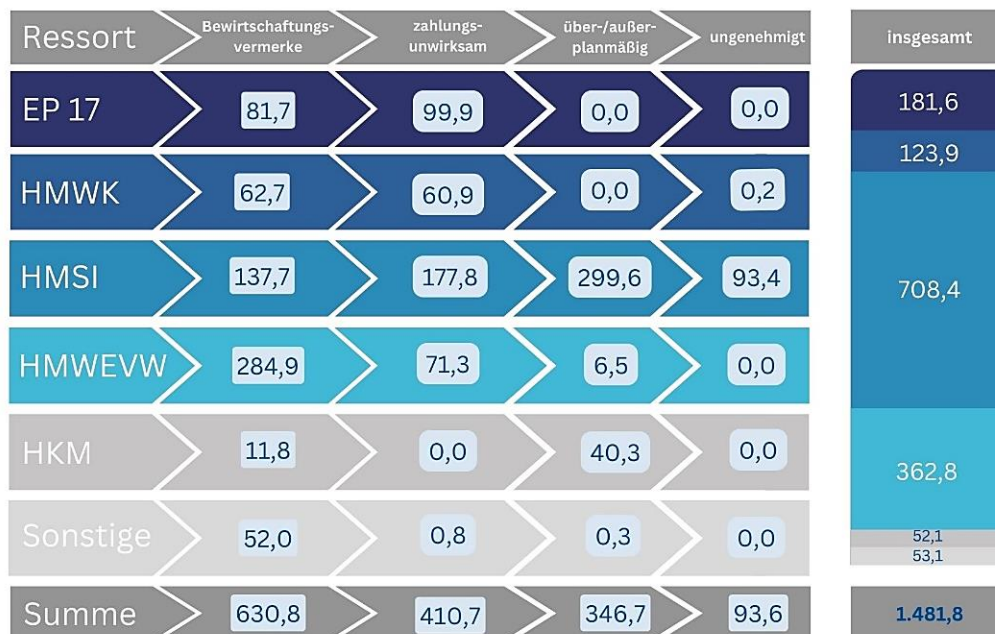 Ressort
Bewirtschaftungs-
vermerke
zahlungs-
unwirksam
über-/außer-
planmäßig
ungenehmigt
insgesamt
EP 17 81,7 99,9 0,0 0,0 181,6
HMWK 62,7 60,9 0,0 0,2 123,9
HMSI 137,7 177,8 299,6 93,4 708,4
HMWEVW 284,9 71,3 6,5 0,0 362,8
HKM 11,8 0,0 40,3 0,0 52,1
Sonstige 52,0 0,8 0,3 0,0 53,1
Summe 630,8 410,7 346,7 93,6 1.481,8